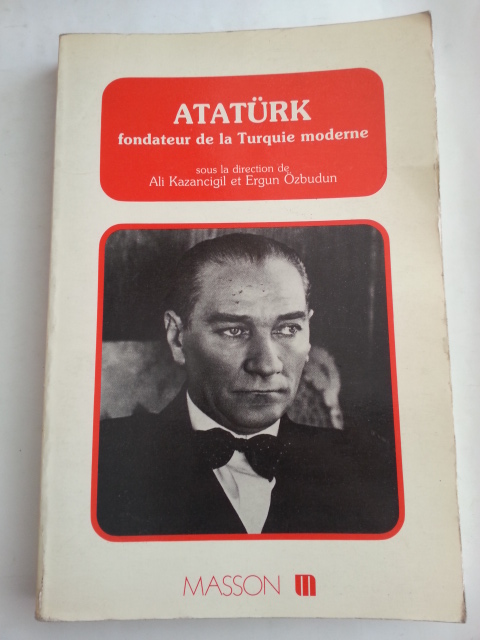 ATATÜRK
fondateur de la Turquie moderne
sous la direction de
Ali Kazancigil et Ergun Özbudun
MASSON m